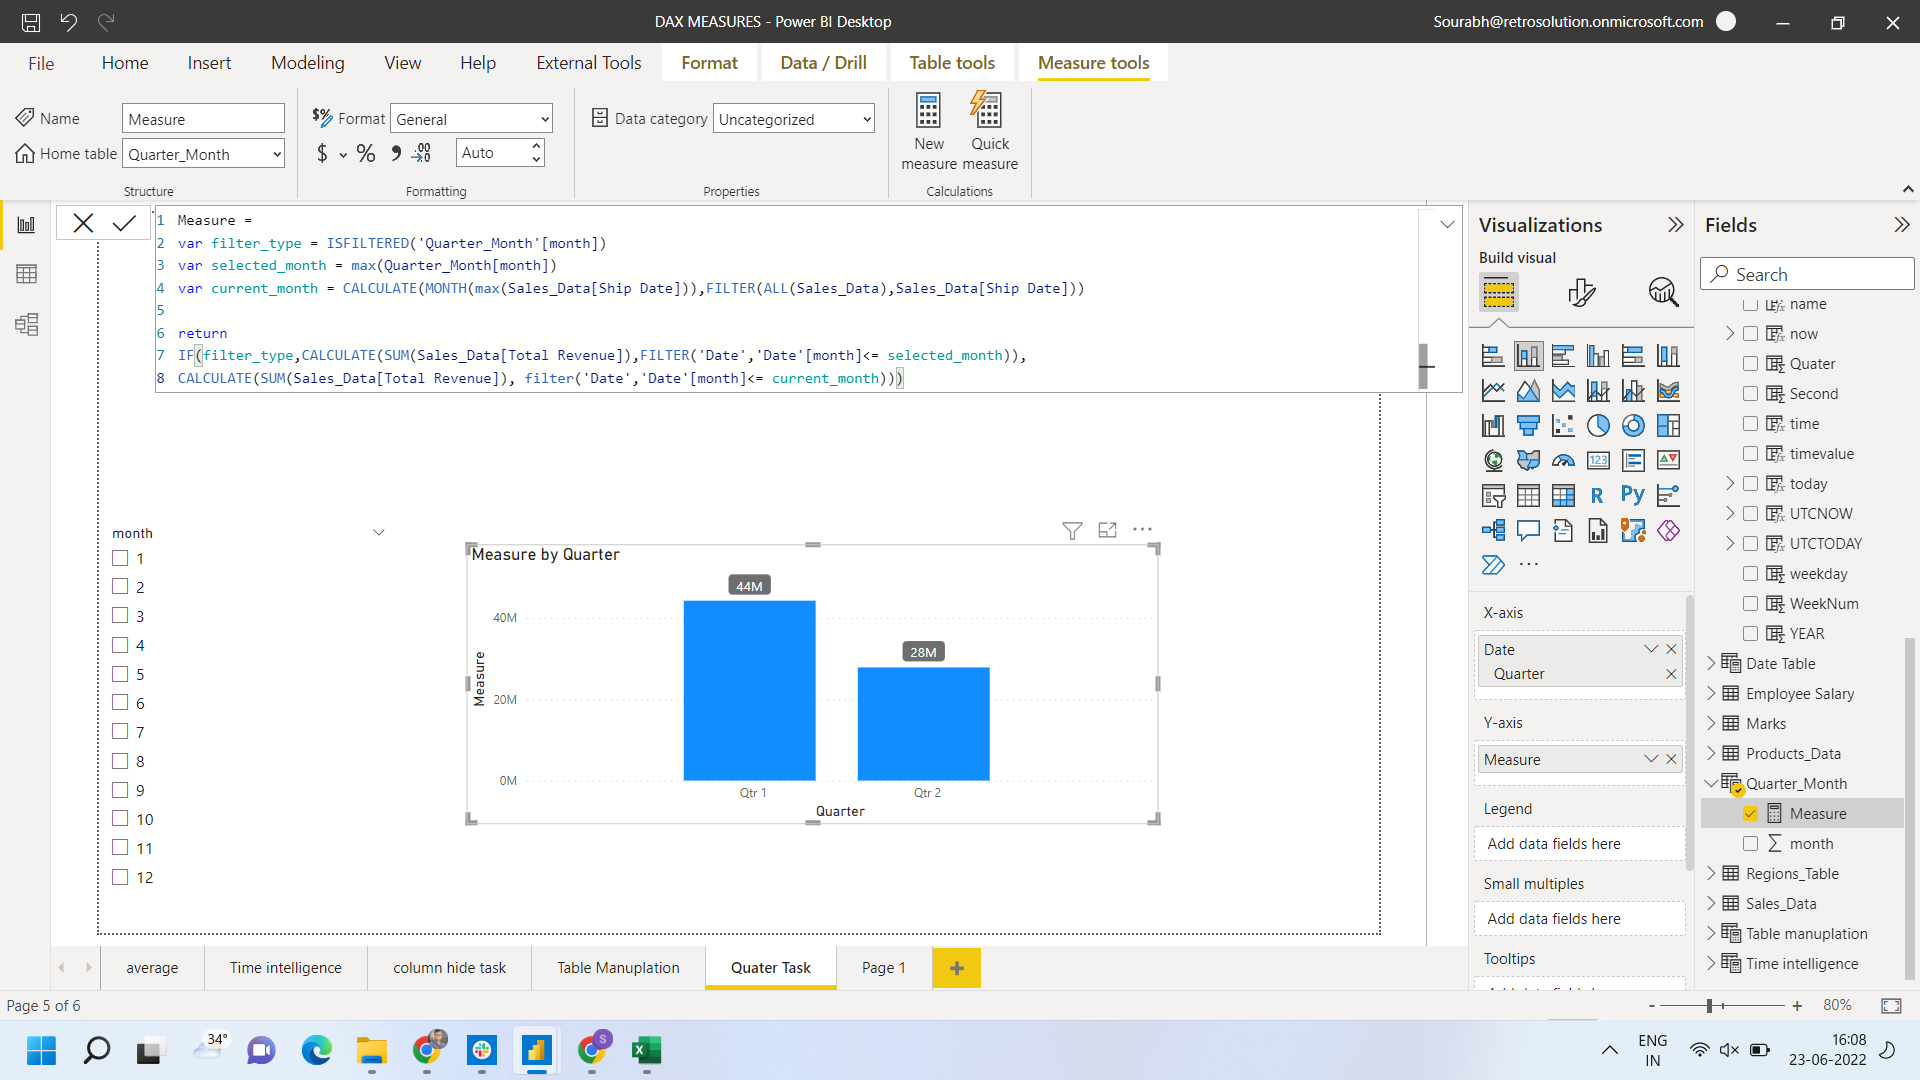 DAX MEASURES - Power BI Desktop
Sourabh@retrosolution.onmicrosoft.com
File Home Insert Modeling View Help External Tools Format Data / Drill Table tools Measure tools
Name Measure
Home table Quarter_Month
Structure
Format General
$ % 9 .00 Auto
Formatting
Data category Uncategorized
Properties
New measure
Quick measure
Calculations
1 Measure =
2 var filter_type = ISFILTERED('Quarter_Month'[month])
3 var selected_month = max(Quarter_Month[month])
4 var current_month = CALCULATE(MONTH(max(Sales_Data[Ship Date])),FILTER(ALL(Sales_Data),Sales_Data[Ship Date]))
5
6 return
7 IF(filter_type,CALCULATE(SUM(Sales_Data[Total Revenue]),FILTER('Date','Date'[month]<= selected_month)),
8 CALCULATE(SUM(Sales_Data[Total Revenue]), filter('Date','Date'[month]<= current_month)))
month
1
2
3
4
5
6
7
8
9
10
11
12
Measure by Quarter
44M
28M
40M
20M
0M
Measure
Qtr 1 Qtr 2
Quarter
Visualizations
Build visual
123
R
Py
X-axis
Date
Quarter
Y-axis
Measure
Legend
Add data fields here
Small multiples
Add data fields here
Tooltips
Fields
Search
name
now
Quater
Second
time
timevalue
today
UTCNOW
UTCTODAY
weekday
WeekNum
YEAR
Date Table
Employee Salary
Marks
Products_Data
Quarter_Month
Measure
month
Regions_Table
Sales_Data
Table manuplation
Time intelligence
average Time intelligence column hide task Table Manuplation Quater Task Page 1
Page 5 of 6
- + 80%
34°
S
ENG
IN
16:08
23-06-2022